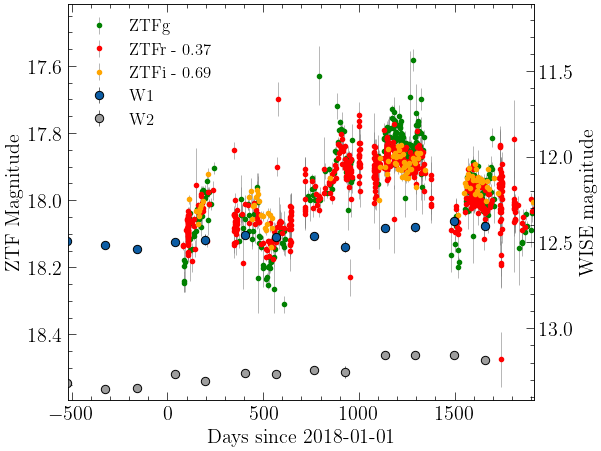 ZTFg
ZTFr - 0.37
ZTFi - 0.69
W1
W2
17.6
17.8
18.0
18.2
18.4
ZTF Magnitude
11.5
12.0
12.5
13.0
WISE magnitude
−500
0
500
1000
1500
Days since 2018-01-01